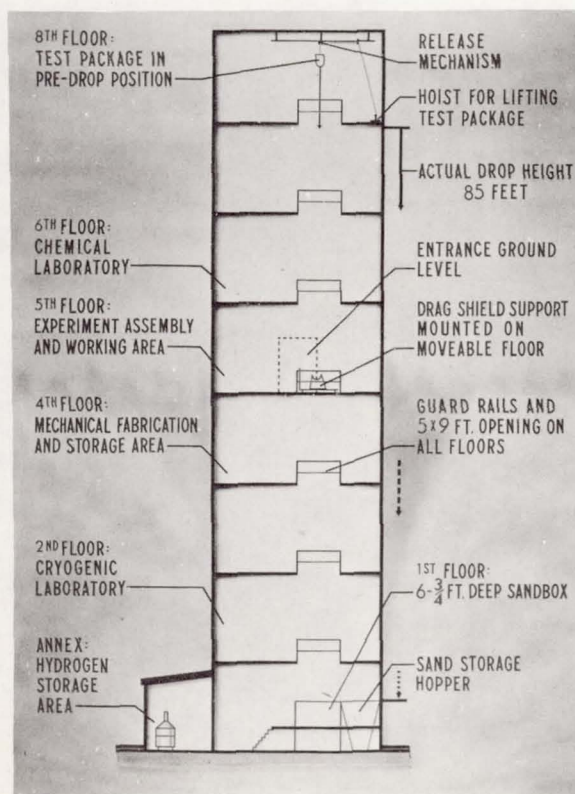 8TH FLOOR:
TEST PACKAGE IN
PRE-DROP POSITION
6TH FLOOR:
CHEMICAL
LABORATORY
5TH FLOOR:
EXPERIMENT ASSEMBLY
AND WORKING AREA
4TH FLOOR:
MECHANICAL FABRICATION
AND STORAGE AREA
2ND FLOOR:
CRYOGENIC
LABORATORY
ANNEX:
HYDROGEN
STORAGE
AREA
RELEASE
MECHANISM
HOIST FOR LIFTING
TEST PACKAGE
ACTUAL DROP HEIGHT
85 FEET
ENTRANCE GROUND
LEVEL
DRAG SHIELD SUPPORT
MOUNTED ON
MOVEABLE FLOOR
GUARD RAILS AND
5x9 FT. OPENING ON
ALL FLOORS
1ST FLOOR:
6-3/4 FT. DEEP SANDBOX
SAND STORAGE
HOPPER